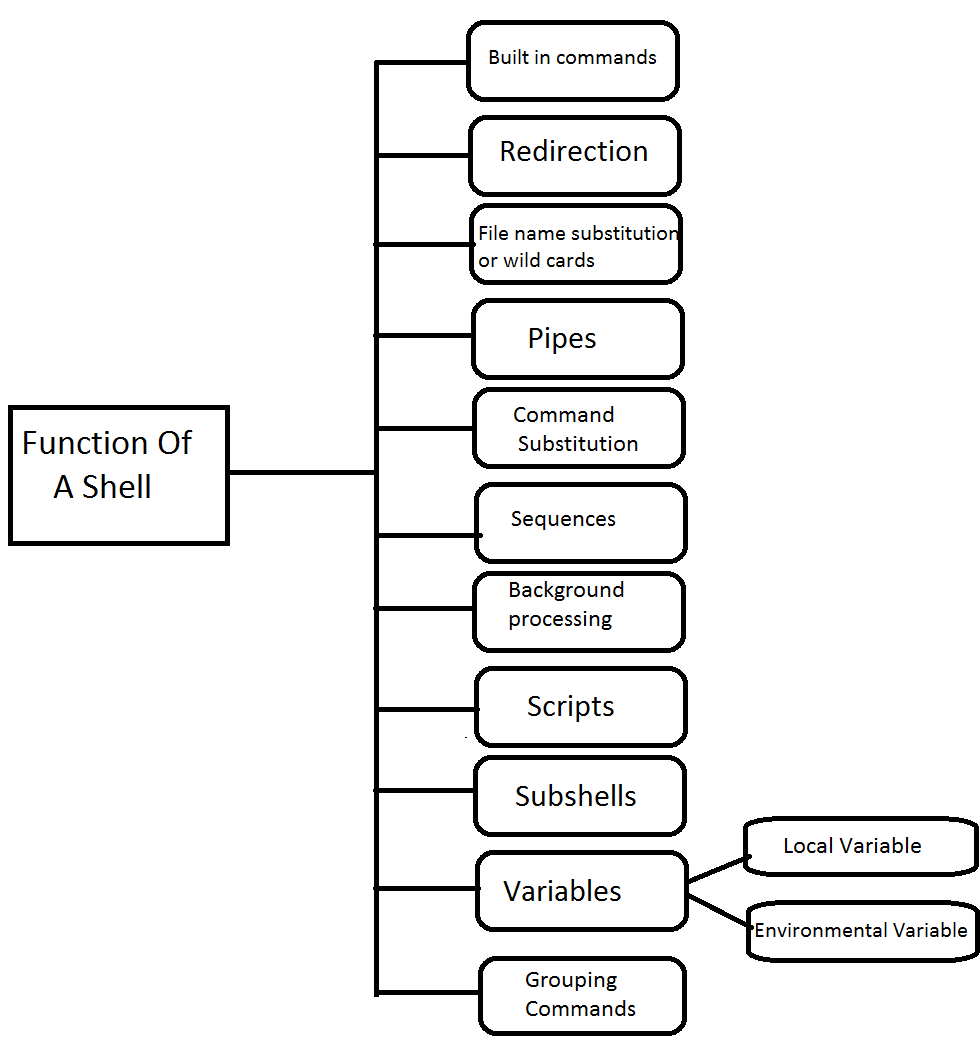 Built in commands
Redirection
File name substitution
or wild cards
Pipes
Command
Substitution
Function Of
A Shell
Sequences
Background
processing
Scripts
Subshells
Variables
Local Variable
Environmental Variable
Grouping
Commands